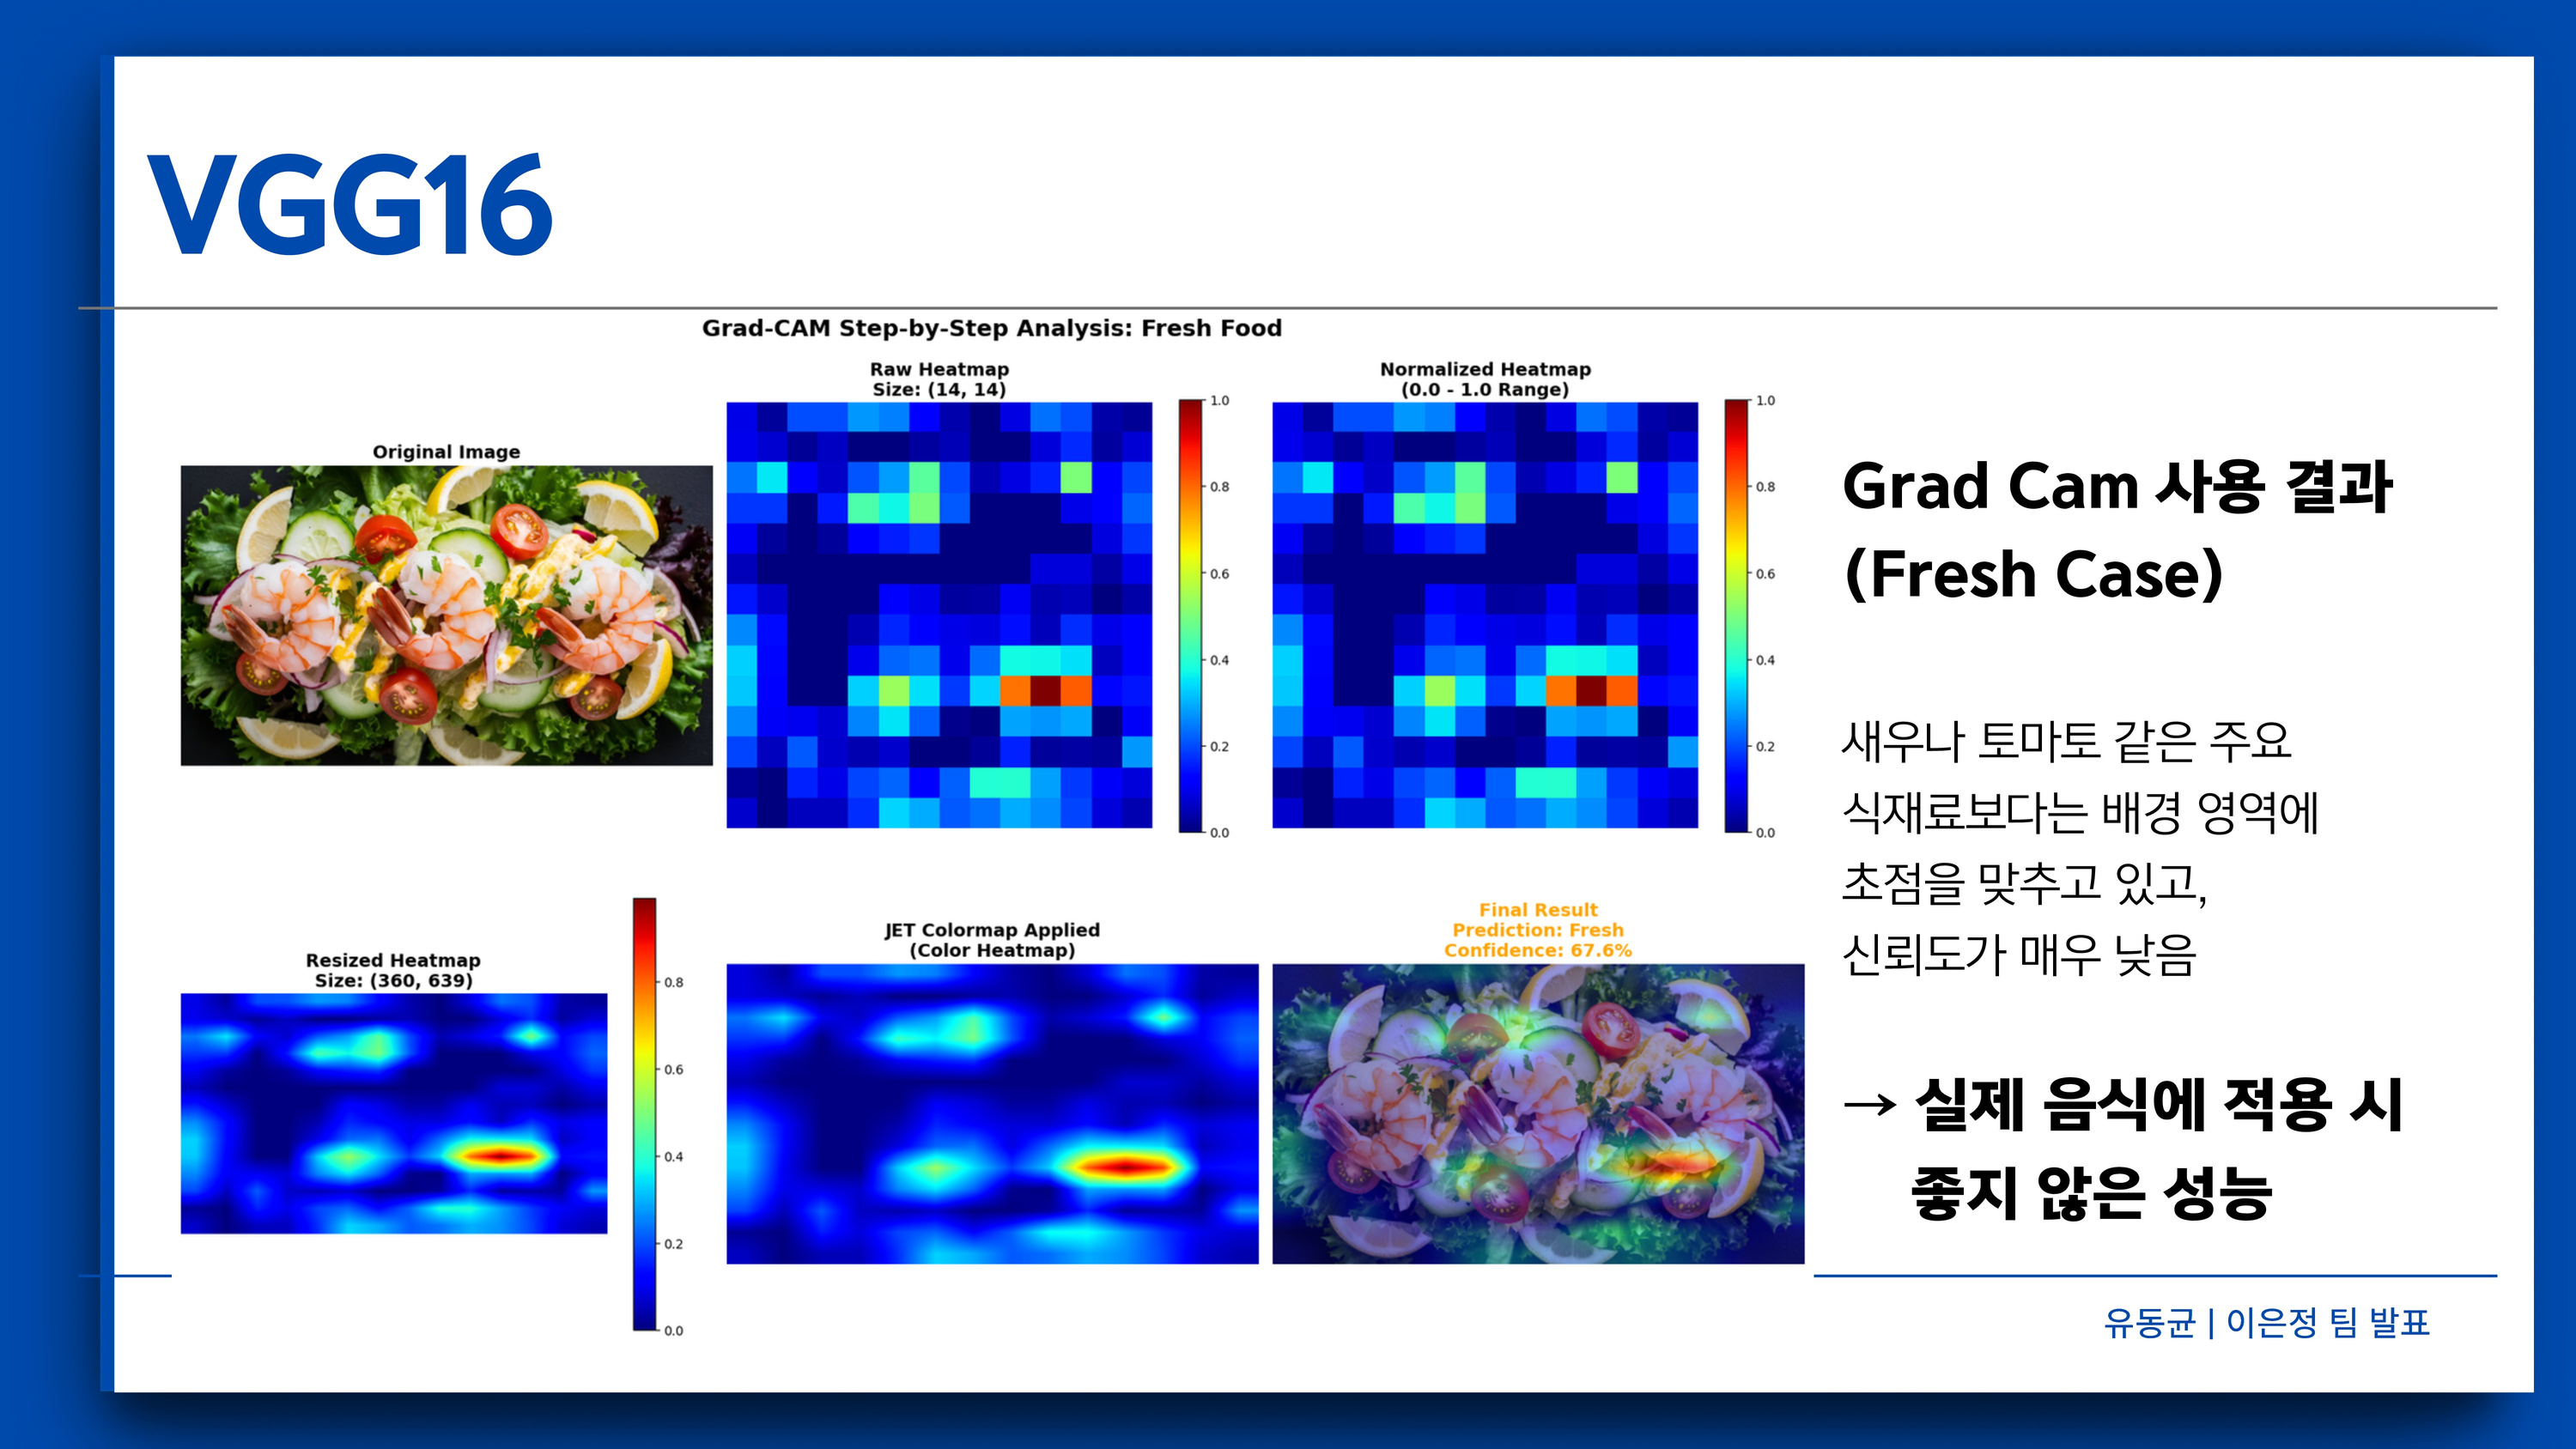 VGG16
Grad-CAM Step-by-Step Analysis: Fresh Food
Original Image
Raw Heatmap
Size: (14, 14)
1.0
0.8
0.6
0.4
0.2
0.0
Normalized Heatmap
(0.0 - 1.0 Range)
1.0
0.8
0.6
0.4
0.2
0.0
Resized Heatmap
Size: (360, 639)
0.8
0.6
0.4
0.2
0.0
JET Colormap Applied
(Color Heatmap)
Final Result
Prediction: Fresh
Confidence: 67.6%
Grad Cam 사용 결과
(Fresh Case)
새우나 토마토 같은 주요
식재료보다는 배경 영역에
초점을 맞추고 있고,
신뢰도가 매우 낮음
→ 실제 음식에 적용 시
좋지 않은 성능
유동균 | 이은정 팀 발표